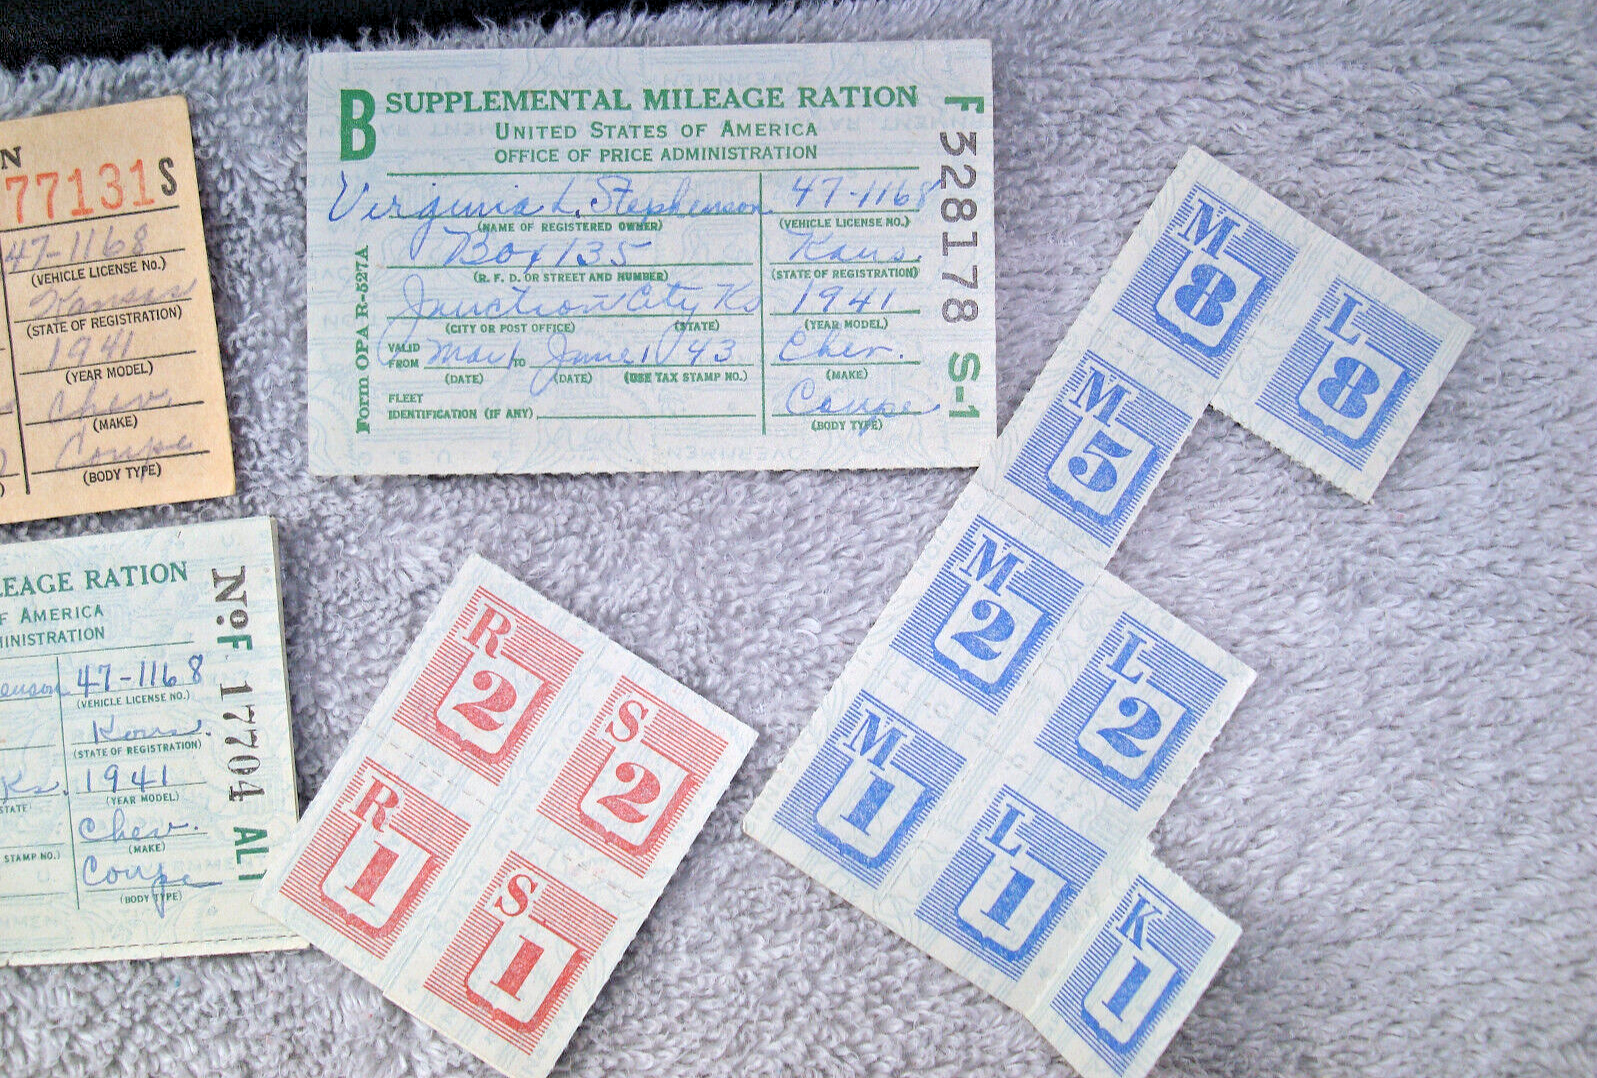 N
77131 S
47-1168
(VEHICLE LICENSE NO.)
Kansas
(STATE OF REGISTRATION)
1941
(YEAR MODEL)
Chev.
(MAKE)
Coupe
(BODY TYPE)
B SUPPLEMENTAL MILEAGE RATION
UNITED STATES OF AMERICA
OFFICE OF PRICE ADMINISTRATION
F 328178 S-1
Form OPA R-527A
Virginia L. Stephenson 47-1168
(NAME OF REGISTERED OWNER) (VEHICLE LICENSE NO.)
Box 135 Kans.
(R. F. D. OR STREET AND NUMBER) (STATE OF REGISTRATION)
Junction City Ks 1941
(CITY OR POST OFFICE) (STATE) (YEAR MODEL)
VALID FROM Mar 1 TO June 1 43 Chev.
(DATE) (DATE) (USE TAX STAMP NO.) (MAKE)
FLEET
IDENTIFICATION (IF ANY) Coupe
(BODY TYPE)
LEAGE RATION
F AMERICA
MINISTRATION
No F 17704 AL1
enson 47-1168
(VEHICLE LICENSE NO.)
Kans.
(STATE OF REGISTRATION)
Ks. 1941
STATE) (YEAR MODEL)
Chev.
STAMP NO.) (MAKE)
Coupe
(BODY TYPE)
R 2
S 2
R 1
S 1
M 8
L 8
M 5
M 2
L 2
M 1
L 1
K 1